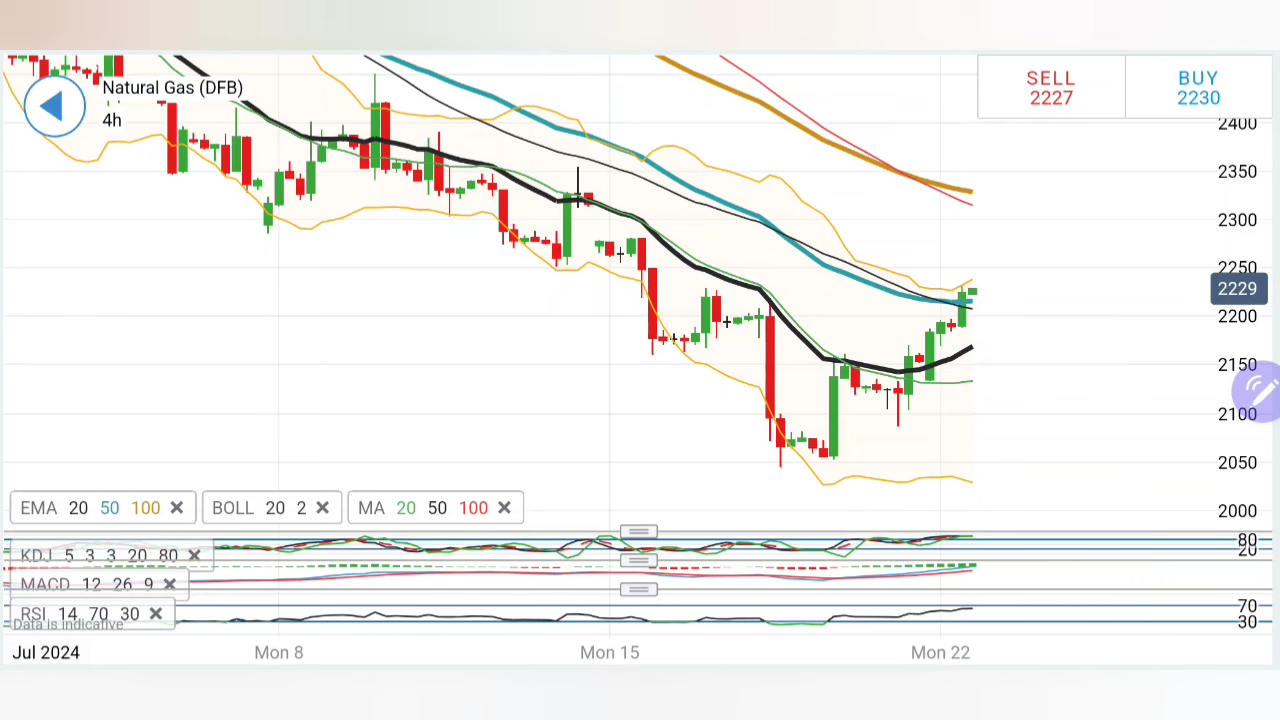 Natural Gas (DFB)
4h
SELL
2227
BUY
2230
2400
2350
2300
2250
2229
2200
2150
2100
2050
2000
EMA 20 50 100 ✕
BOLL 20 2 ✕
MA 20 50 100 ✕
KDJ 5 3 3 20 80 ✕
80
20
MACD 12 26 9 ✕
RSI 14 70 30 ✕
70
30
Data is indicative
Jul 2024
Mon 8
Mon 15
Mon 22